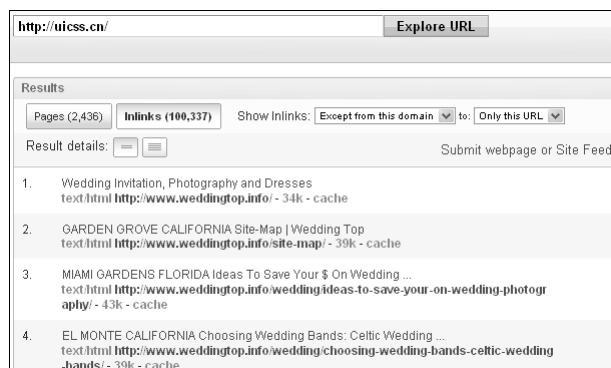 http://uicss.cn/ Explore URL
Results
Pages (2,436) Inlinks (100,337) Show Inlinks: Except from this domain to: Only this URL
Result details: Submit webpage or Site Feed
1. Wedding Invitation, Photography and Dresses
text/html http://www.weddingtop.info/ - 34k - cache
2. GARDEN GROVE CALIFORNIA Site-Map | Wedding Top
text/html http://www.weddingtop.info/site-map/ - 39k - cache
3. MIAMI GARDENS FLORIDA Ideas To Save Your $ On Wedding ...
text/html http://www.weddingtop.info/wedding/ideas-to-save-your-on-wedding-photogr
aphy/ - 43k - cache
4. EL MONTE CALIFORNIA Choosing Wedding Bands: Celtic Wedding ...
text/html http://www.weddingtop.info/wedding/choosing-wedding-bands-celtic-wedding
-bands/ - 39k - cache